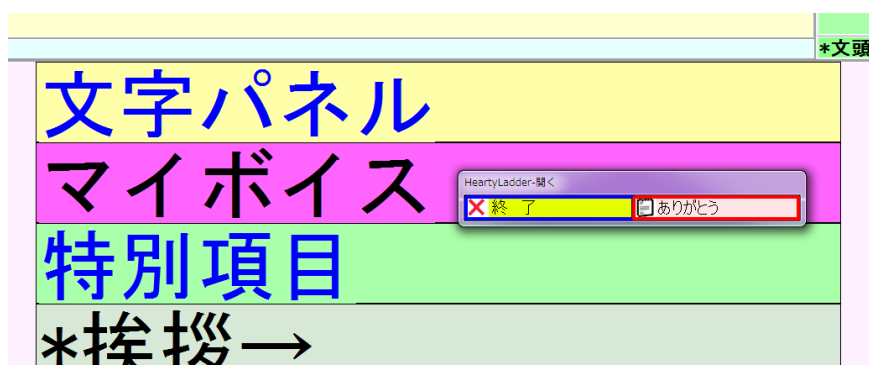 *文頭
文字パネル
マイボイス
HeartyLadder-開く
終 了
ありがとう
特別項目
*挨拶→